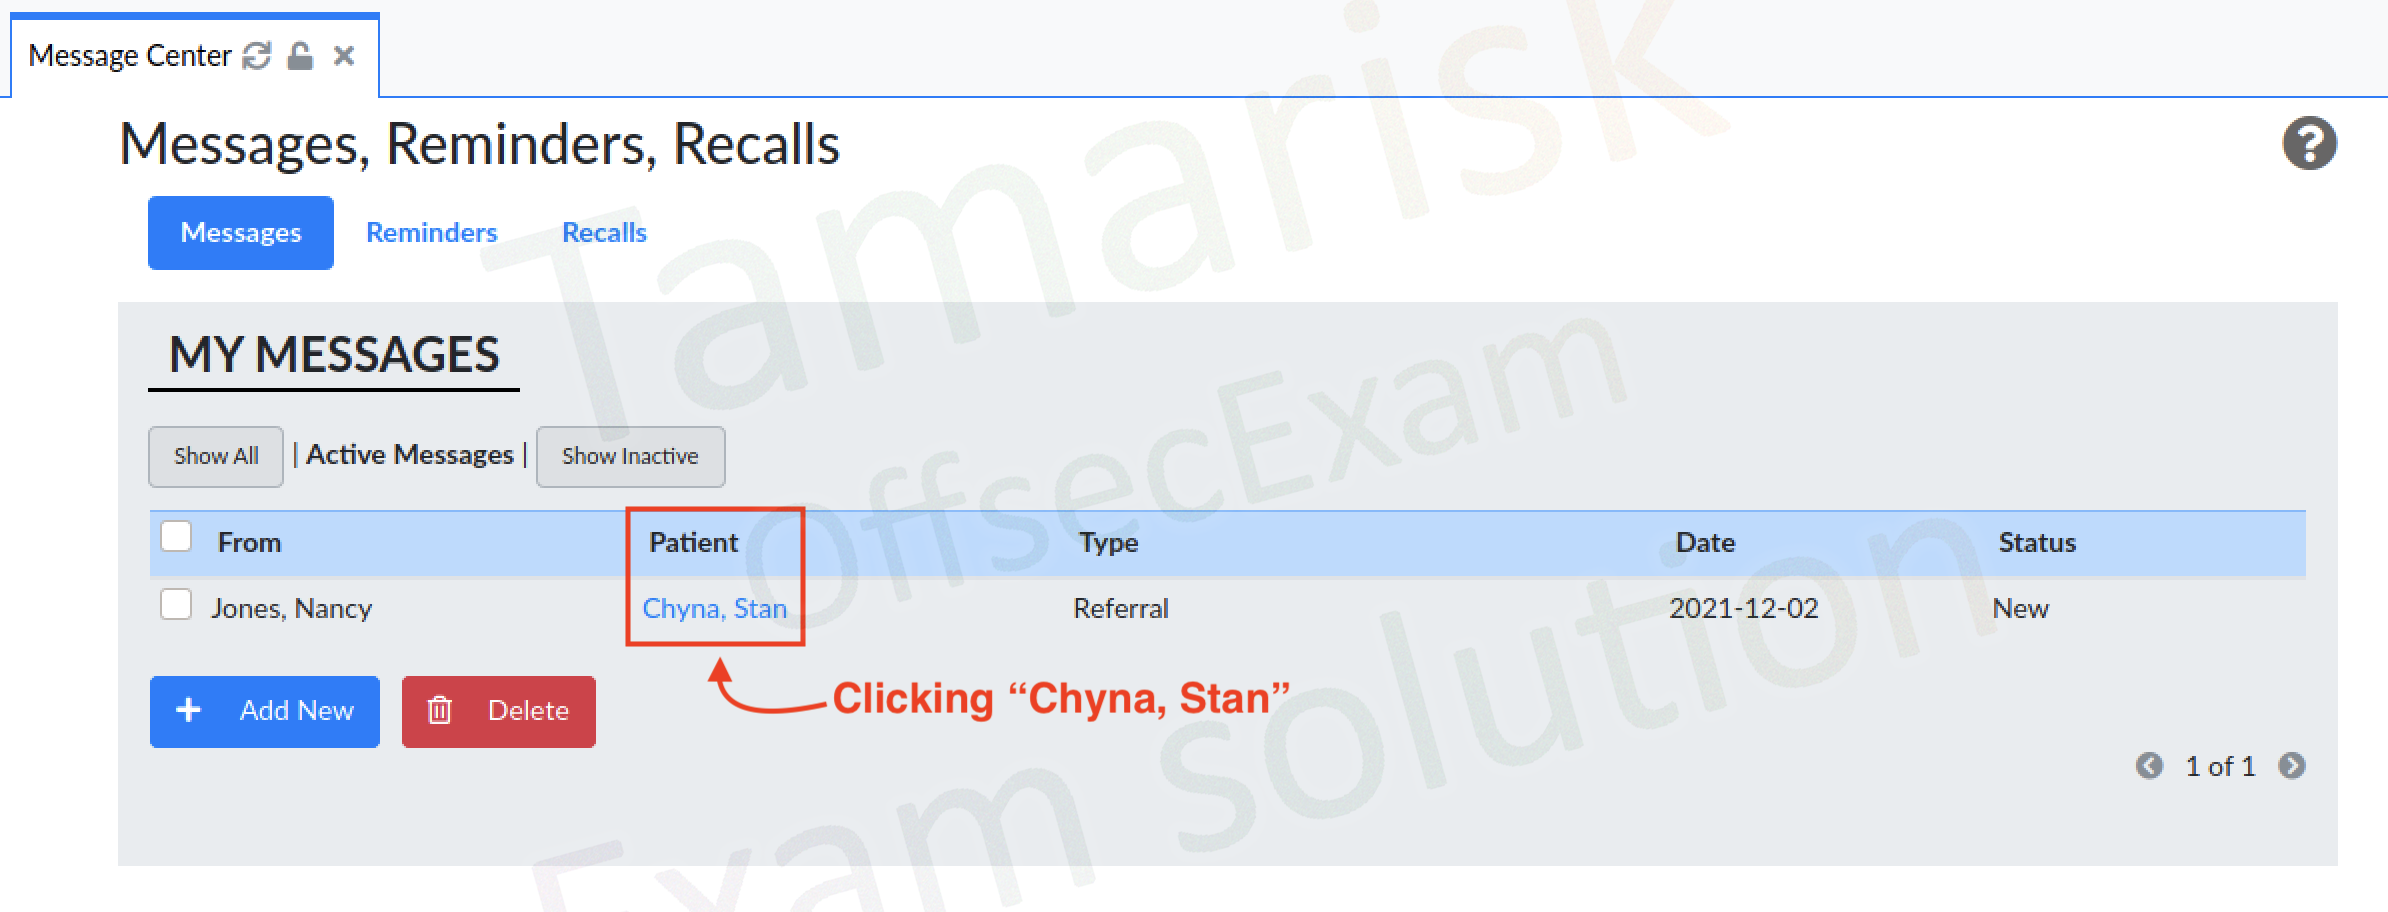 Message Center
Messages, Reminders, Recalls
Messages Reminders Recalls
MY MESSAGES
Show All | Active Messages | Show Inactive
From Patient Type Date Status
Jones, Nancy Chyna, Stan Referral 2021-12-02 New
Clicking “Chyna, Stan”
+ Add New Delete
1 of 1
Tamarisk
OffsecExam
Exam solution